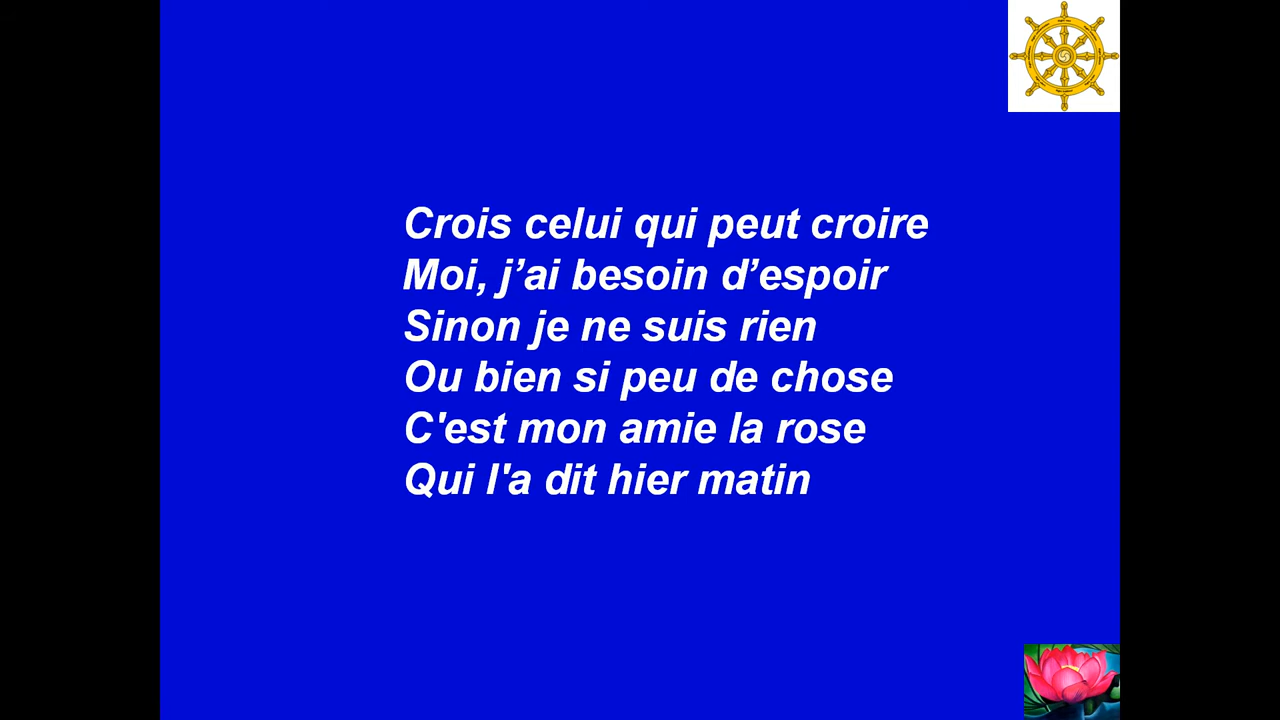 Crois celui qui peut croire
Moi, j’ai besoin d’espoir
Sinon je ne suis rien
Ou bien si peu de chose
C'est mon amie la rose
Qui l'a dit hier matin